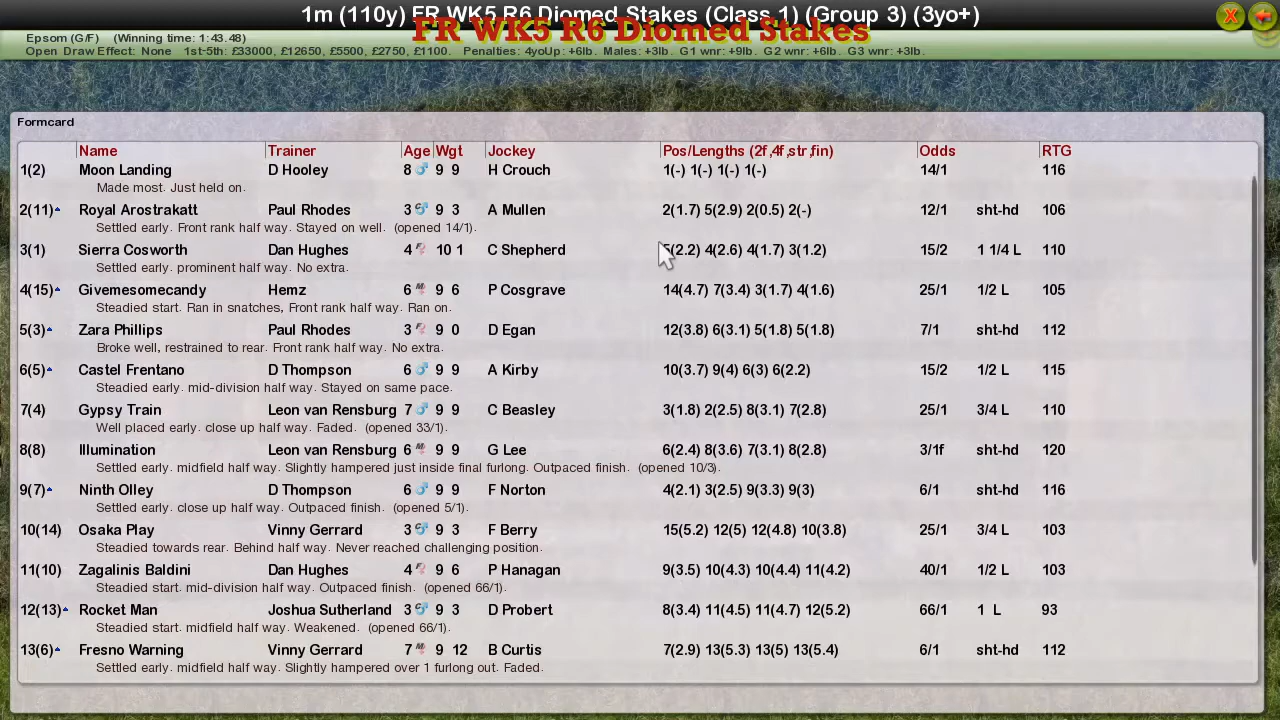 1m (110y) FR WK5 R6 Diomed Stakes (Class 1) (Group 3) (3yo+)
FR WK5 R6 Diomed Stakes
Epsom (G/F) (Winning time: 1:43.48)
Open Draw Effect: None 1st-5th: £33000, £12650, £5500, £2750, £1100. Penalties: 4yoUp: +6lb. Males: +3lb. G1 wnr: +9lb. G2 wnr: +6lb. G3 wnr: +3lb.
Formcard
Name Trainer Age Wgt Jockey Pos/Lengths (2f,4f,str,fin) Odds RTG
1(2) Moon Landing D Hooley 8 9 9 H Crouch 1(-) 1(-) 1(-) 1(-) 14/1 116
Made most. Just held on.
2(11) Royal Arostrakatt Paul Rhodes 3 9 3 A Mullen 2(1.7) 5(2.9) 2(0.5) 2(-) 12/1 sht-hd 106
Settled early. Front rank half way. Stayed on well. (opened 14/1).
3(1) Sierra Cosworth Dan Hughes 4 10 1 C Shepherd (2.2) 4(2.6) 4(1.7) 3(1.2) 15/2 1 1/4 L 110
Settled early. prominent half way. No extra.
4(15) Givemesomecandy Hemz 6 9 6 P Cosgrave 14(4.7) 7(3.4) 3(1.7) 4(1.6) 25/1 1/2 L 105
Steadied start. Ran in snatches, Front rank half way. Ran on.
5(3) Zara Phillips Paul Rhodes 3 9 0 D Egan 12(3.8) 6(3.1) 5(1.8) 5(1.8) 7/1 sht-hd 112
Broke well, restrained to rear. Front rank half way. No extra.
6(5) Castel Frentano D Thompson 6 9 9 A Kirby 10(3.7) 9(4) 6(3) 6(2.2) 15/2 1/2 L 115
Steadied early. mid-division half way. Stayed on same pace.
7(4) Gypsy Train Leon van Rensburg 7 9 9 C Beasley 3(1.8) 2(2.5) 8(3.1) 7(2.8) 25/1 3/4 L 110
Well placed early. close up half way. Faded. (opened 33/1).
8(8) Illumination Leon van Rensburg 6 9 9 G Lee 6(2.4) 8(3.6) 7(3.1) 8(2.8) 3/1f sht-hd 120
Settled early. midfield half way. Slightly hampered just inside final furlong. Outpaced finish. (opened 10/3).
9(7) Ninth Olley D Thompson 6 9 9 F Norton 4(2.1) 3(2.5) 9(3.3) 9(3) 6/1 sht-hd 116
Settled early. close up half way. Outpaced finish. (opened 5/1).
10(14) Osaka Play Vinny Gerrard 3 9 3 F Berry 15(5.2) 12(5) 12(4.8) 10(3.8) 25/1 3/4 L 103
Steadied towards rear. Behind half way. Never reached challenging position.
11(10) Zagalinis Baldini Dan Hughes 4 9 6 P Hanagan 9(3.5) 10(4.3) 10(4.4) 11(4.2) 40/1 1/2 L 103
Steadied start. mid-division half way. Outpaced finish. (opened 66/1).
12(13) Rocket Man Joshua Sutherland 3 9 3 D Probert 8(3.4) 11(4.5) 11(4.7) 12(5.2) 66/1 1 L 93
Steadied start. midfield half way. Weakened. (opened 66/1).
13(6) Fresno Warning Vinny Gerrard 7 9 12 B Curtis 7(2.9) 13(5.3) 13(5) 13(5.4) 6/1 sht-hd 112
Settled early. midfield half way. Slightly hampered over 1 furlong out. Faded.